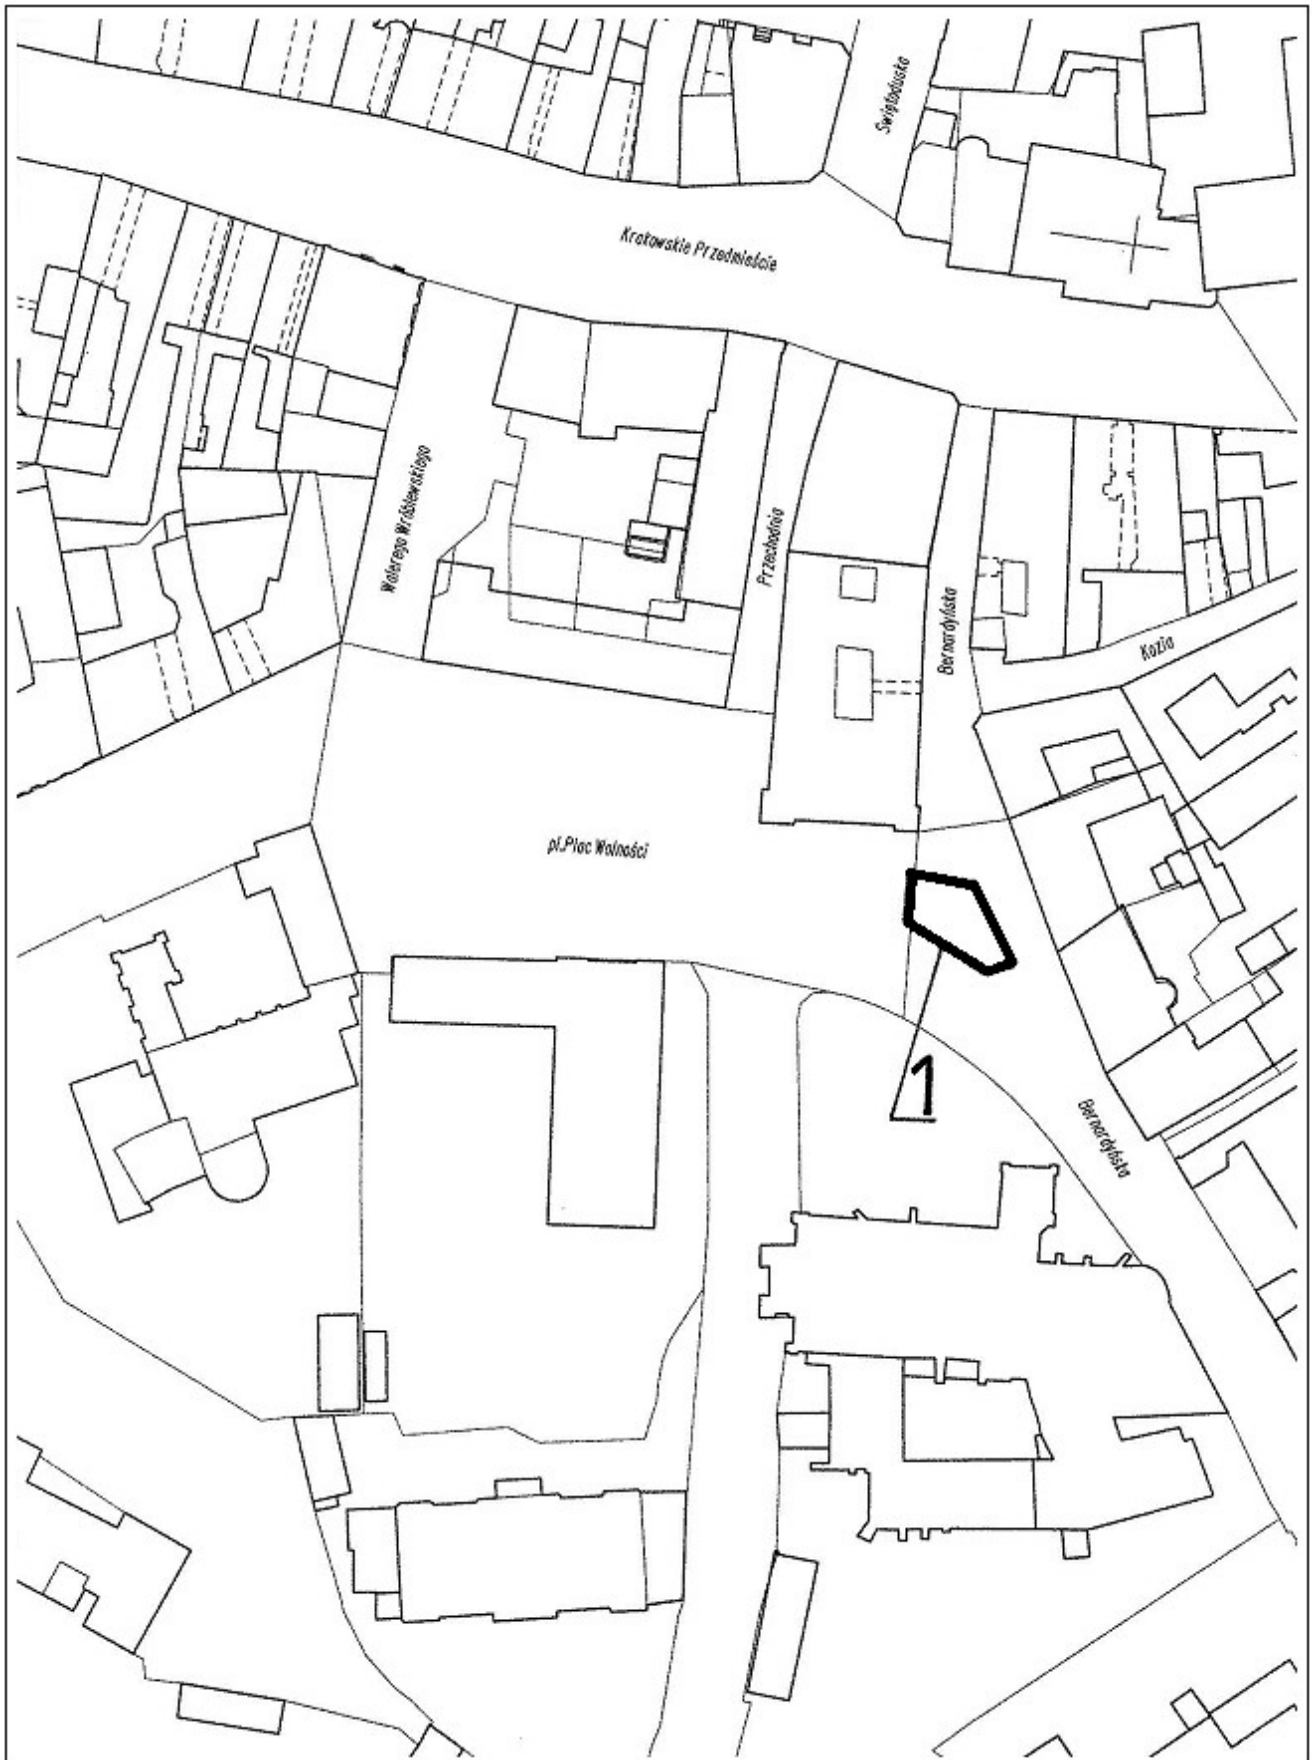 Świętoduska
Krakowskie Przedmieście
Walerego Wróblewskiego
Przechodnia
Bernardyńska
Kozia
pl.Plac Wolności
1
Bernardyńska